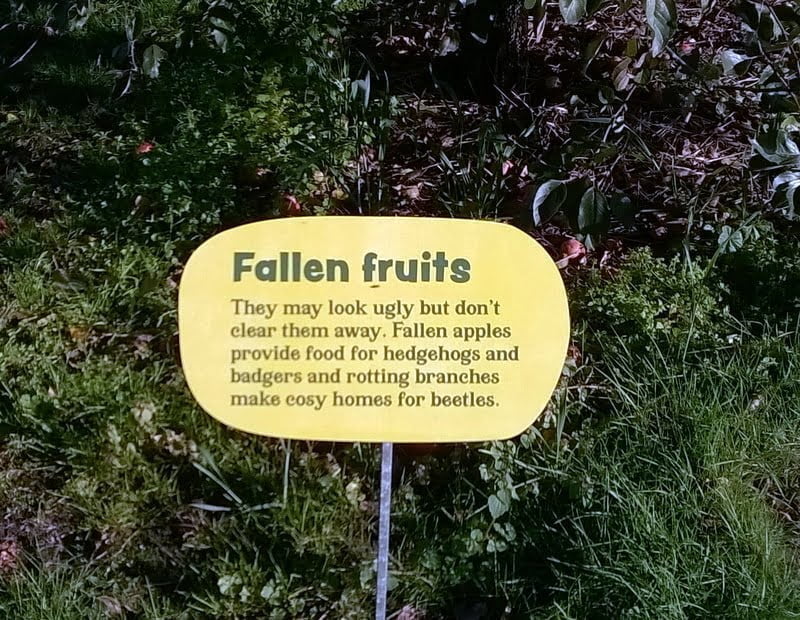 Fallen fruits
They may look ugly but don't
clear them away. Fallen apples
provide food for hedgehogs and
badgers and rotting branches
make cosy homes for beetles.